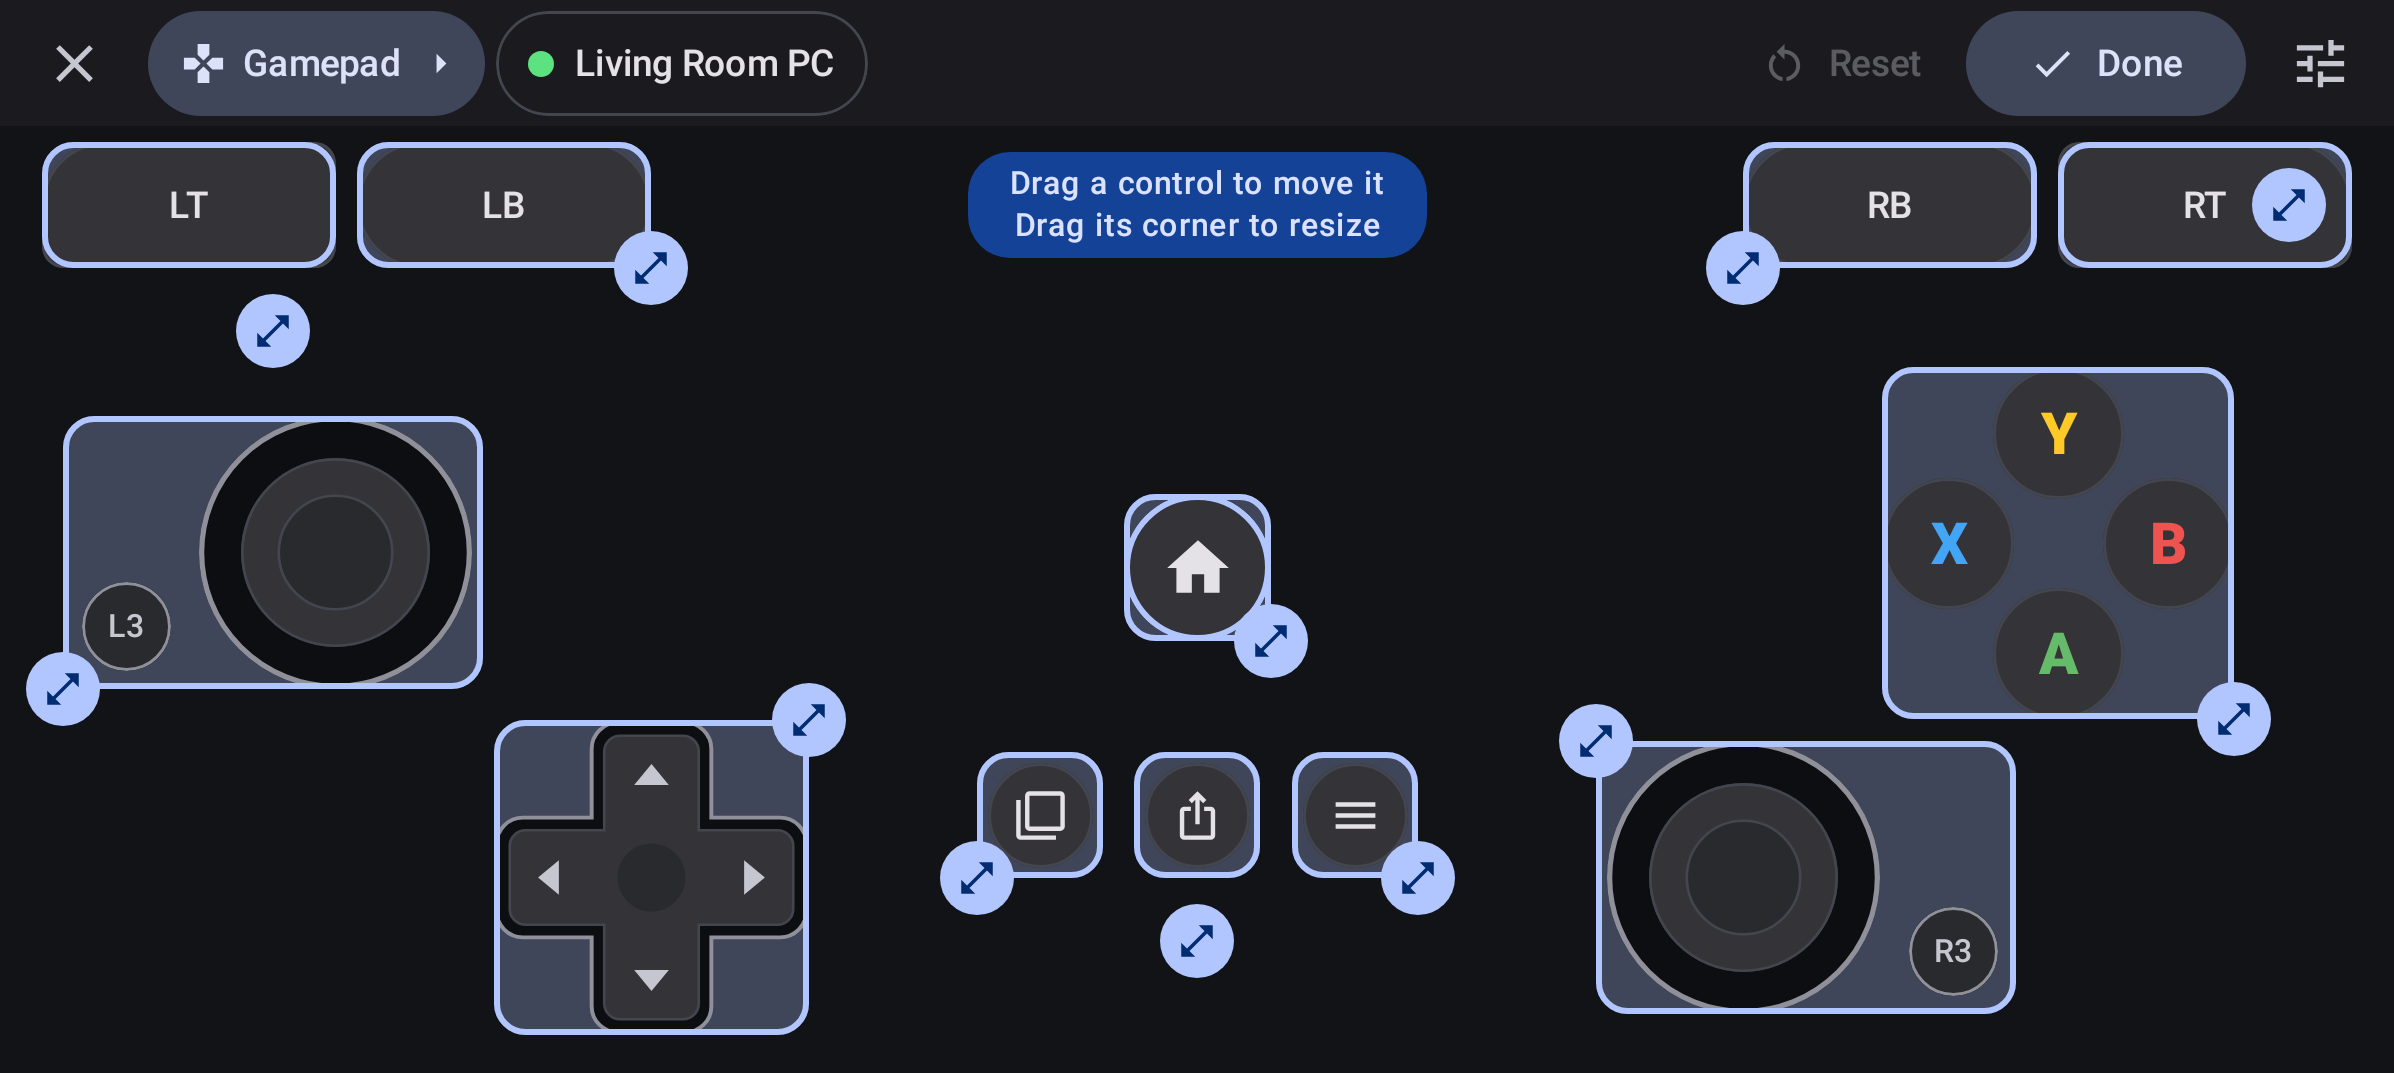 Gamepad
Living Room PC
Reset
Done
LT
LB
Drag a control to move it
Drag its corner to resize
RB
RT
Y
X
B
A
L3
R3